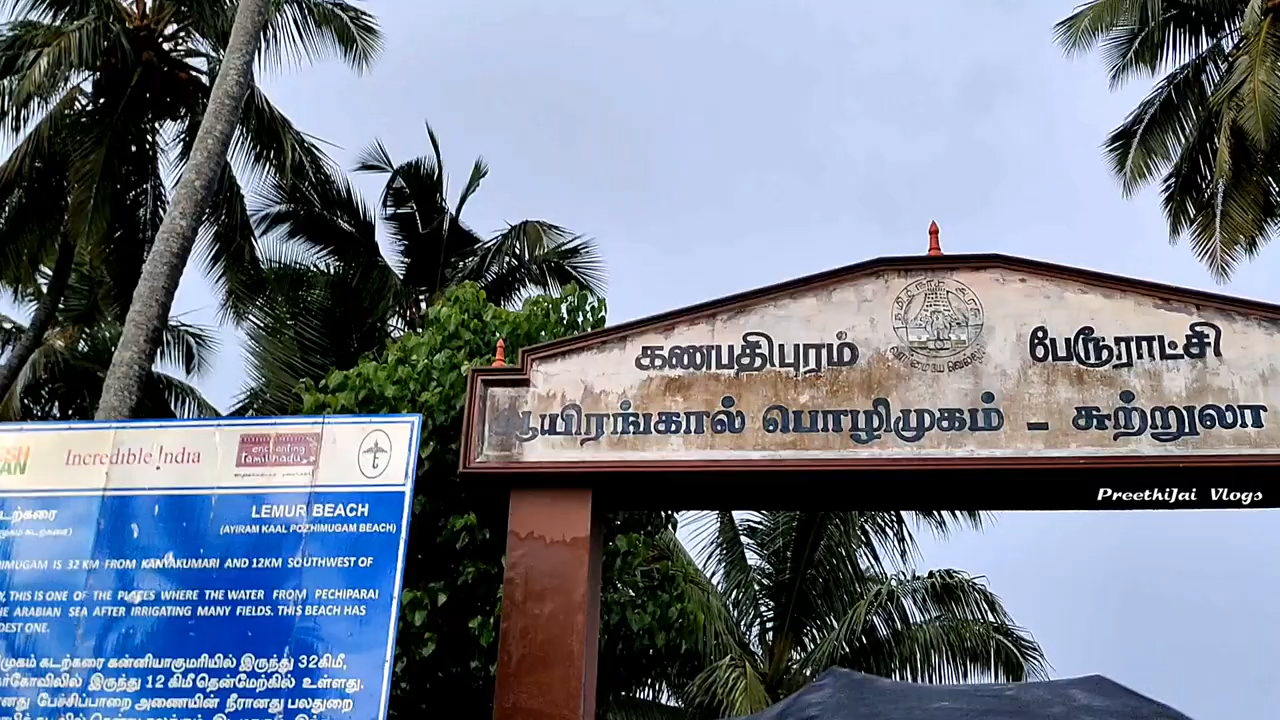 கணபதிபுரம் பேரூராட்சி
ஆயிரங்கால் பொழிமுகம் - சுற்றுலா
PreethiJai Vlogs
Incredible India
enchanting
Tamilnadu
LEMUR BEACH
(AYIRAM KAAL POZHIMUGAM BEACH)
IS 32 KM FROM KANYAKUMARI AND 12KM SOUTHWEST OF
THIS IS ONE OF THE PLACES WHERE THE WATER FROM PECHIPARAI
ARABIAN SEA AFTER IRRIGATING MANY FIELDS. THIS BEACH HAS
ONE.
கடற்கரை கன்னியாகுமரியில் இருந்து 32கிமீ,
இருந்து 12 கிமீ தென்மேற்கில் உள்ளது.
பேச்சிப்பாறை அணையின் நீரானது பலதுறை